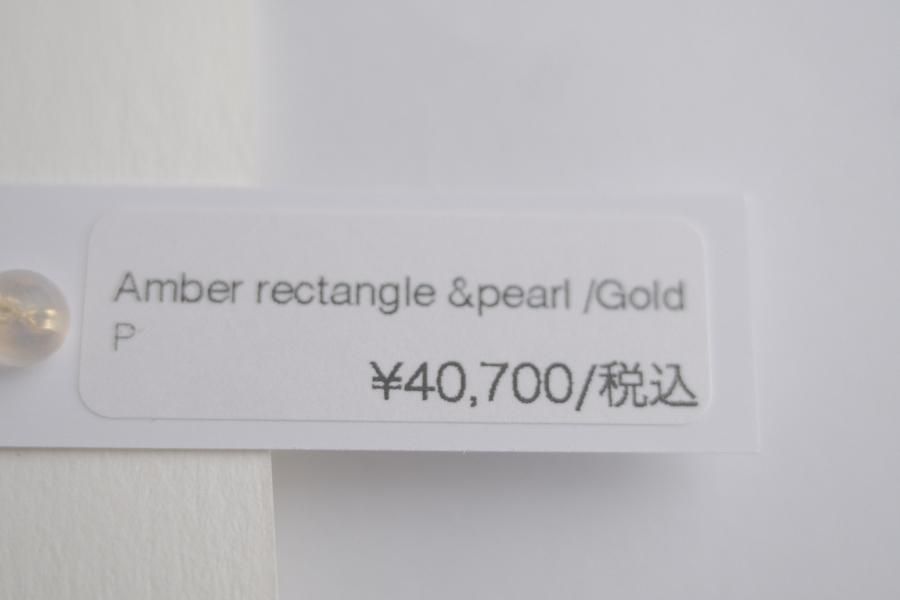 Amber rectangle &pearl /Gold
P
¥40,700/税込